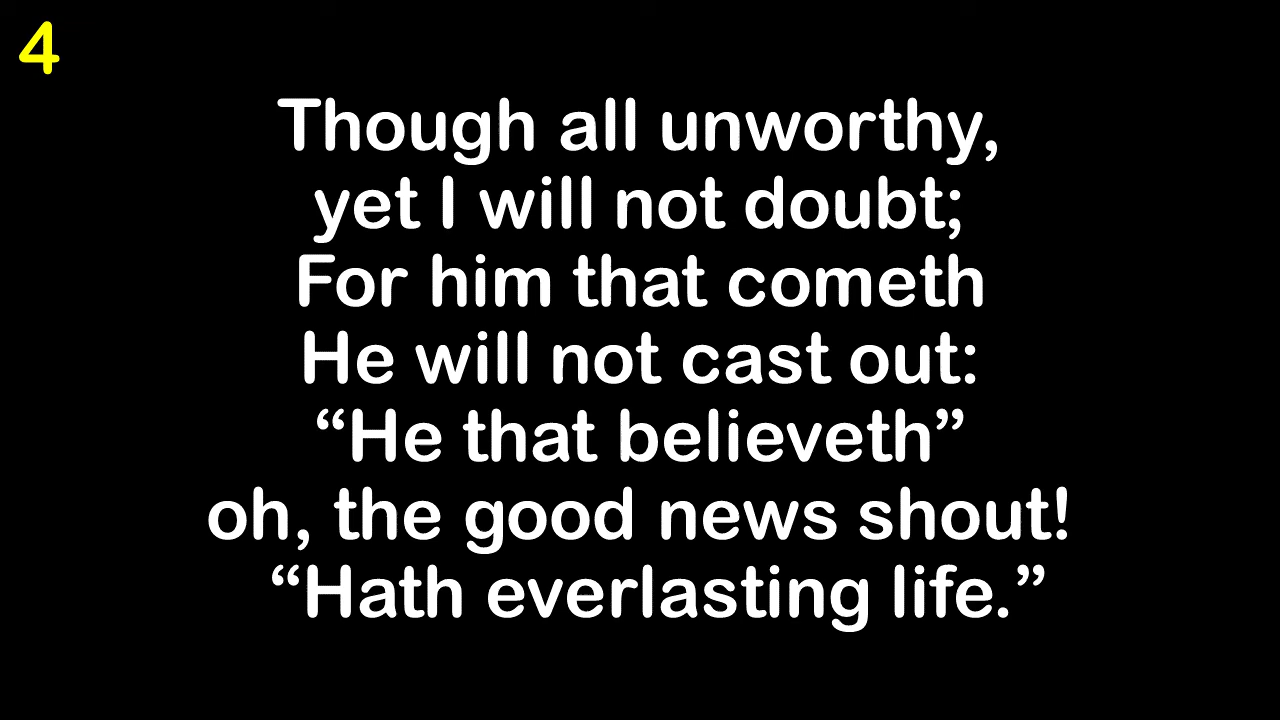 4
Though all unworthy,
yet I will not doubt;
For him that cometh
He will not cast out:
“He that believeth”
oh, the good news shout!
“Hath everlasting life.”